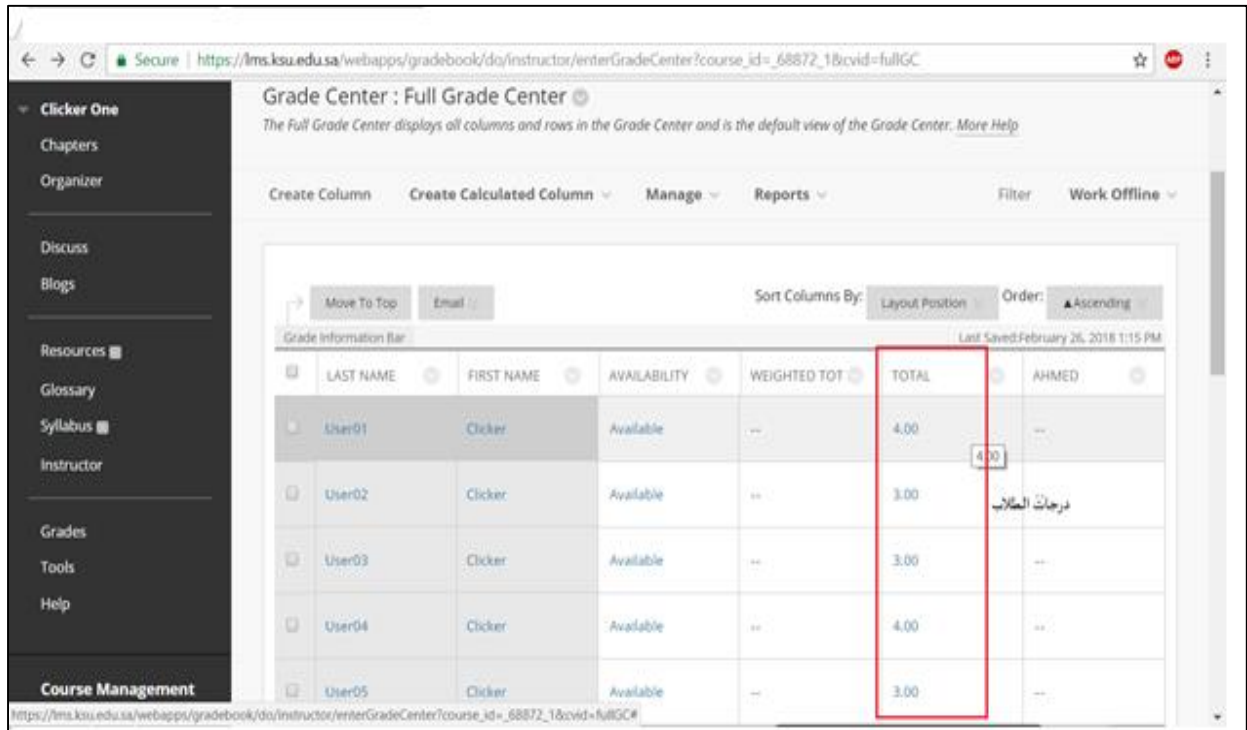 Secure | https://lms.ksu.edu.sa/webapps/gradebook/do/instructor/enterGradeCenter?course_id=_68872_1&cvid=fullGC
ABP
Clicker One
Chapters
Organizer
Discuss
Blogs
Resources
Glossary
Syllabus
Instructor
Grades
Tools
Help
Course Management
Grade Center : Full Grade Center
The Full Grade Center displays all columns and rows in the Grade Center and is the default view of the Grade Center. More Help
Create Column Create Calculated Column Manage Reports Filter Work Offline
Move To Top Email Sort Columns By: Layout Position Order: ▲Ascending
Grade Information Bar Last Saved:February 26, 2018 1:15 PM
LAST NAME FIRST NAME AVAILABILITY WEIGHTED TOT TOTAL AHMED
User01 Clicker Available -- 4.00 --
4.00
User02 Clicker Available -- 3.00
درجات الطلاب
User03 Clicker Available -- 3.00 --
User04 Clicker Available -- 4.00 --
User05 Clicker Available -- 3.00 --
https://lms.ksu.edu.sa/webapps/gradebook/do/instructor/enterGradeCenter?course_id=_68872_1&cvid=fullGC#